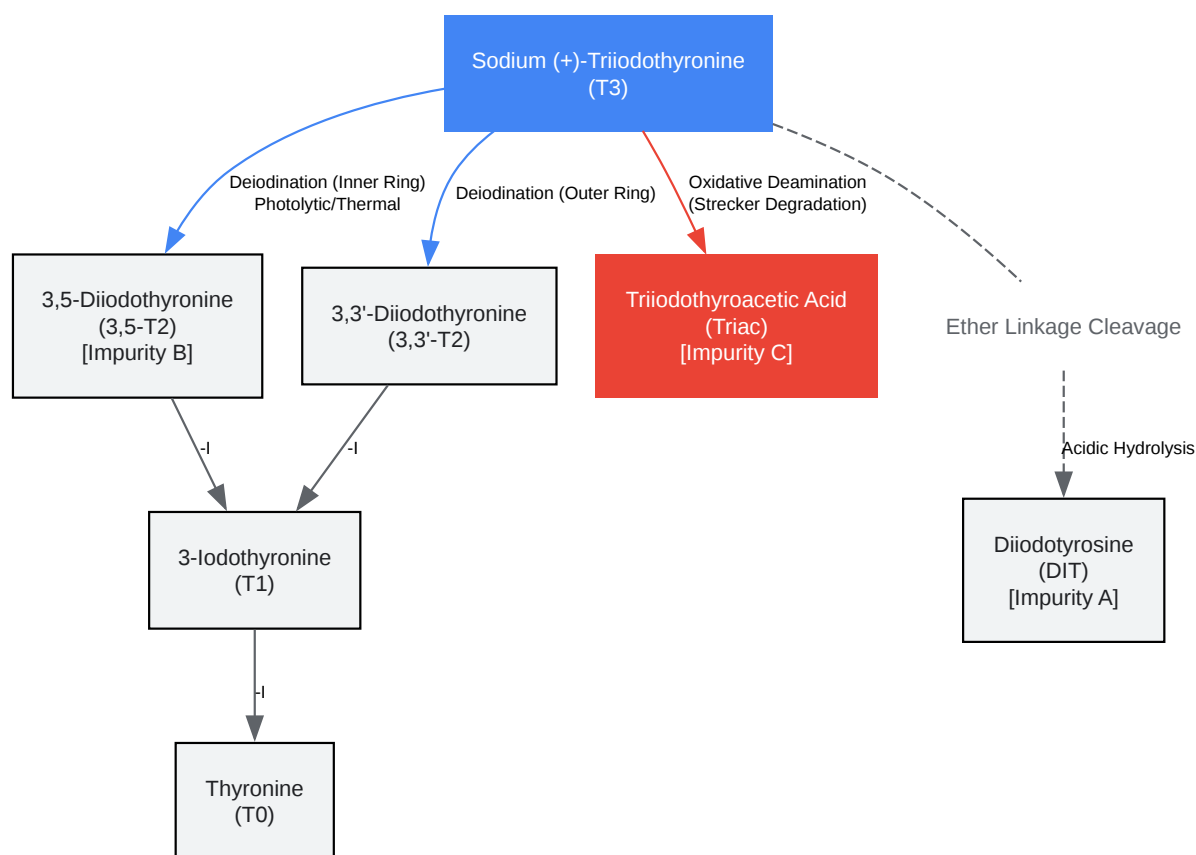 Sodium (+)-Triiodothyronine
(T3)
Deiodination (Inner Ring)
Photolytic/Thermal
Deiodination (Outer Ring)
Oxidative Deamination
(Strecker Degradation)
3,5-Diiodothyronine
(3,5-T2)
[Impurity B]
3,3'-Diiodothyronine
(3,3'-T2)
Triiodothyroacetic Acid
(Triac)
[Impurity C]
Ether Linkage Cleavage
-I
-I
Acidic Hydrolysis
3-Iodothyronine
(T1)
Diiodotyrosine
(DIT)
[Impurity A]
-I
Thyronine
(T0)